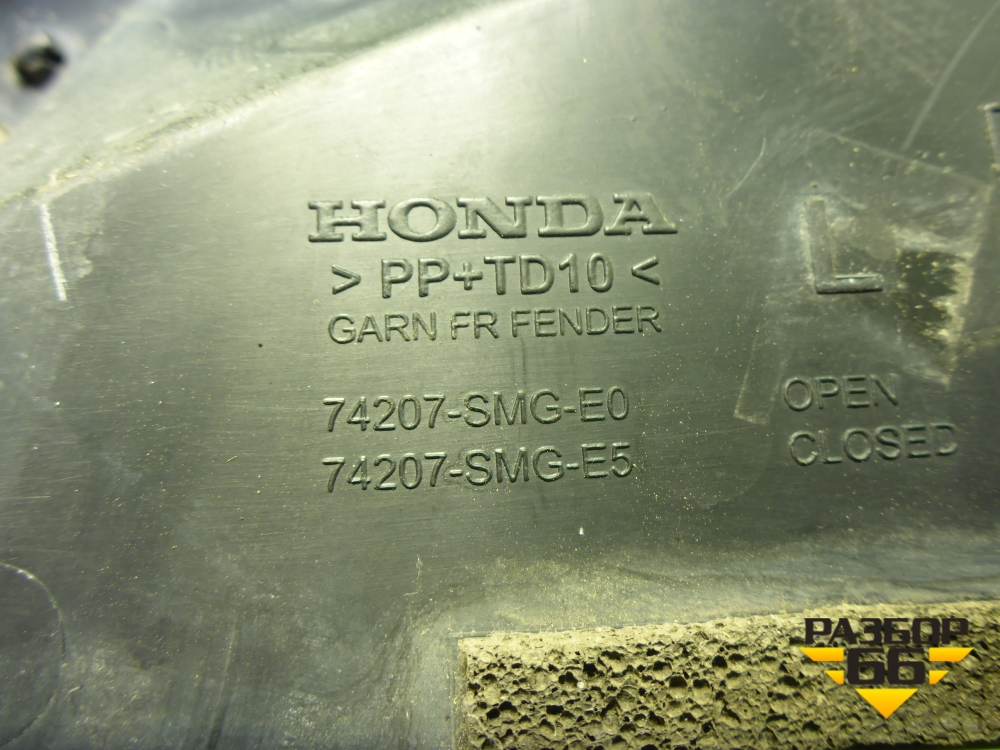 HONDA
> PP+TD10 <
GARN FR FENDER
L
74207-SMG-E0
74207-SMG-E5
OPEN
CLOSED
РАЗБОР
66